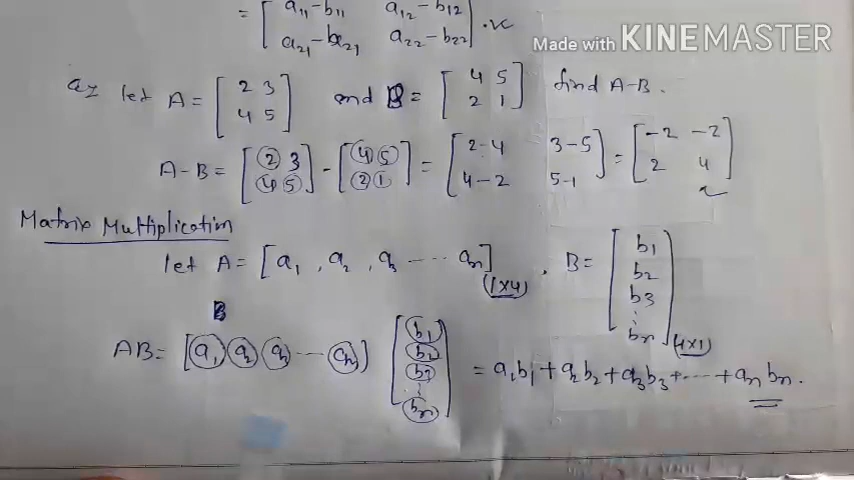 = [ a11-b11 a12-b12
a21-b21 a22-b22 ]
Made with KINEMASTER
let A = [ 2 3
4 5 ] and B = [ 4 5
2 1 ] find A-B.
A-B = [ 2 3
4 5 ] - [ 4 5
2 1 ] = [ 2-4 3-5
4-2 5-1 ] = [ -2 -2
2 4 ]
Matrix Multiplication
let A = [ a1 , a2 , a3 ---- an ] (1×4) , B = [ b1
b2
b3
⋮
bn ] (4×1)
B
AB = [ a1 a2 a3 --- an ] [ b1
b2
b3
⋮
bn ] = a1b1 + a2b2 + a3b3 + ---- + an bn.